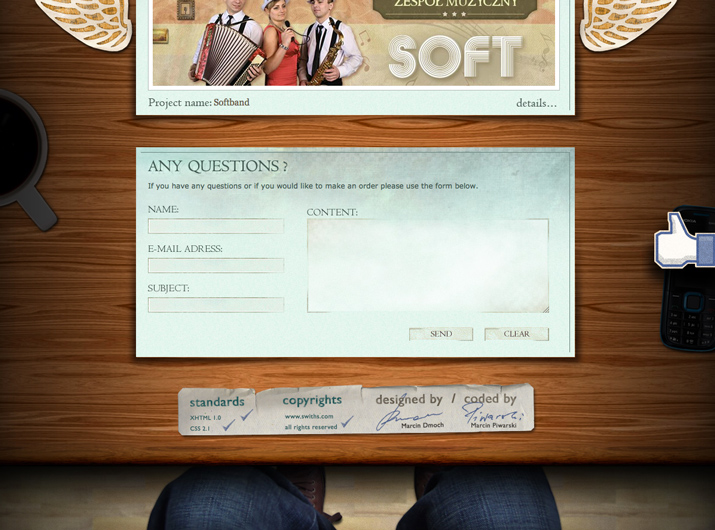 ZESPÓŁ MUZYCZNY
SOFT
Project name: Softband
details...
ANY QUESTIONS?
If you have any questions or if you would like to make an order please use the form below.
NAME:
CONTENT:
E-MAIL ADRESS:
SUBJECT:
SEND
CLEAR
standards
XHTML 1.0
CSS 2.1
copyrights
www.swiths.com
all rights reserved
designed by / coded by
Marcin Dmoch
Marcin Piwarski